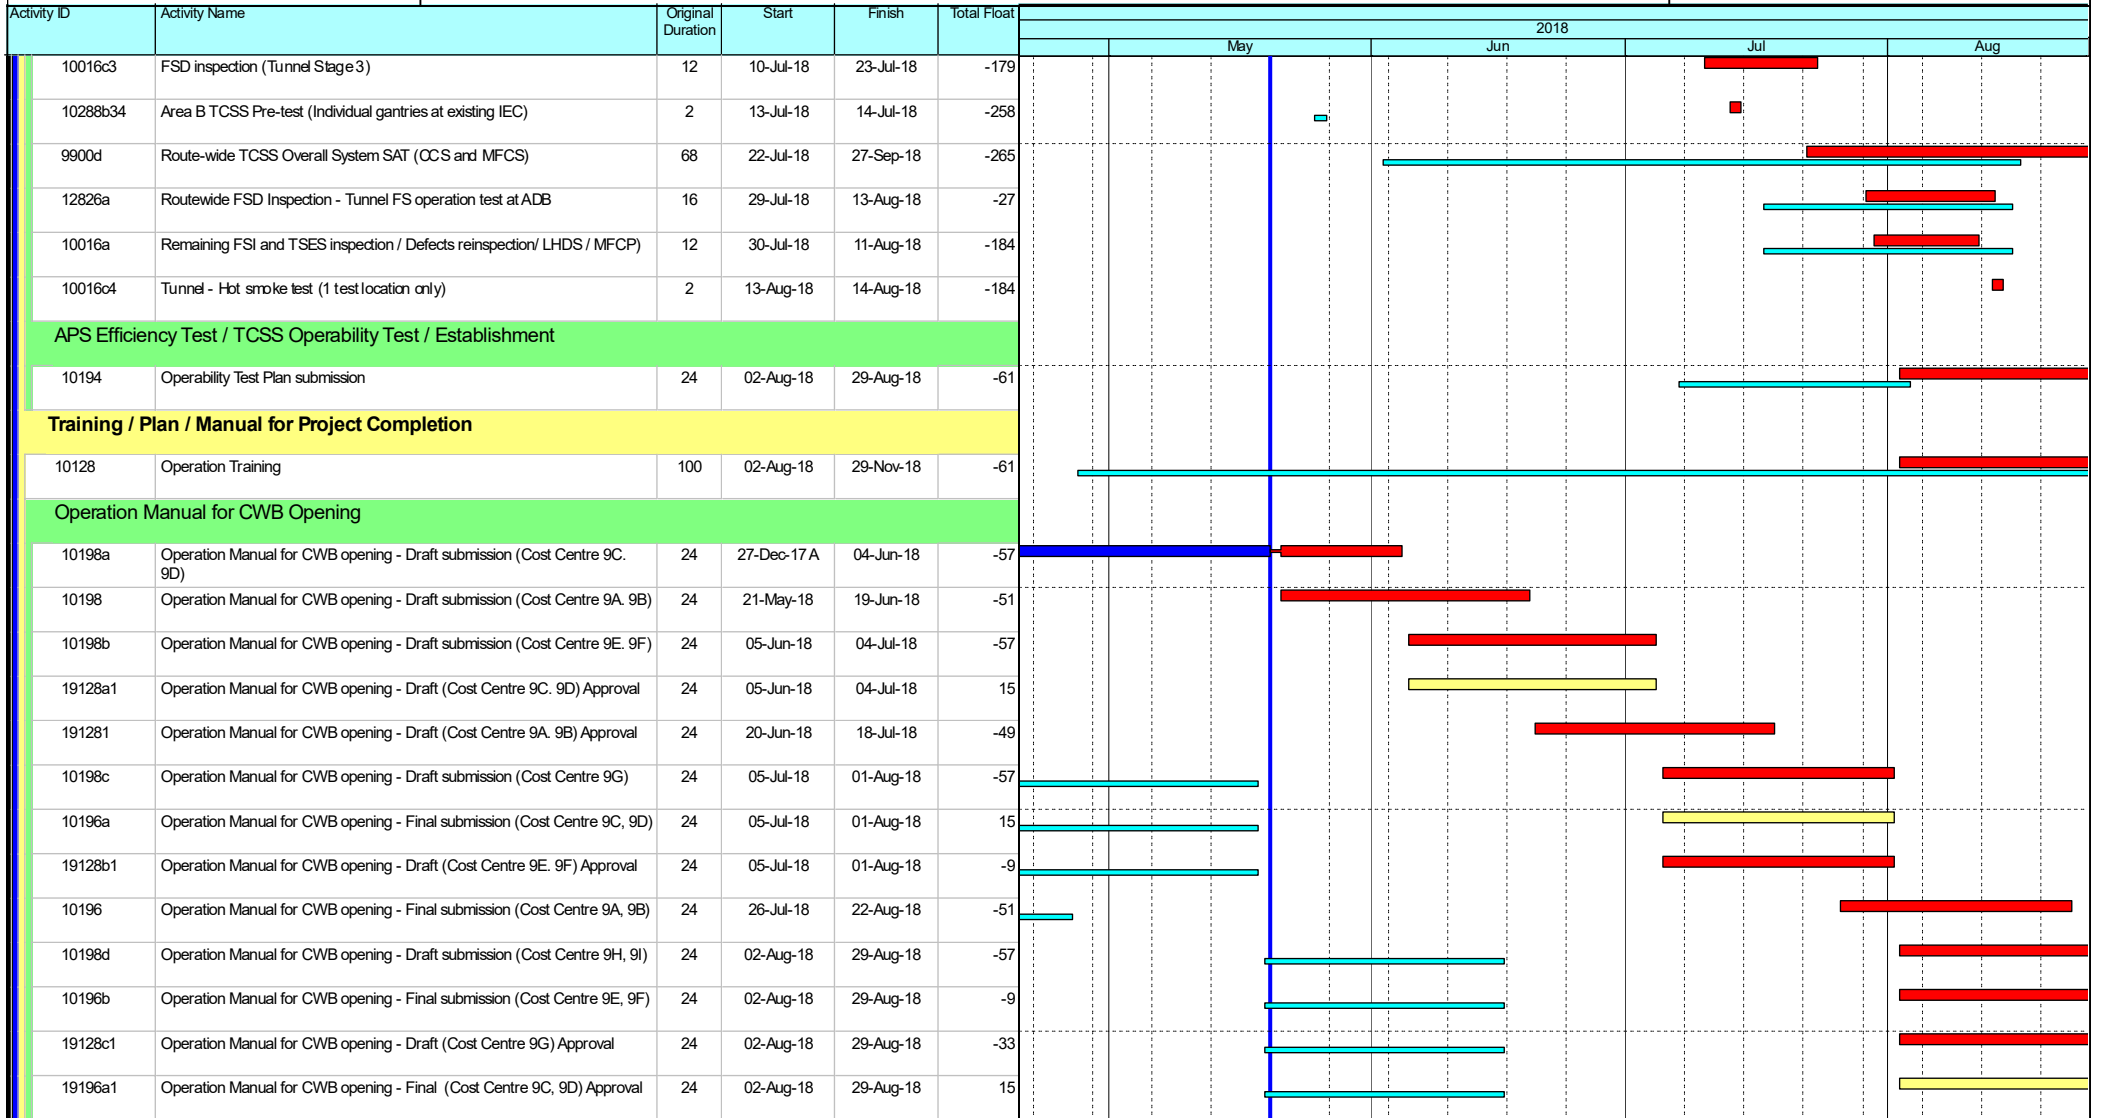 Activity ID Activity Name Original Duration Start Finish Total Float
2018
May Jun Jul Aug
10016c3 FSD inspection (Tunnel Stage 3) 12 10-Jul-18 23-Jul-18 -179
10288b34 Area B TCSS Pre-test (Individual gantries at existing IEC) 2 13-Jul-18 14-Jul-18 -258
9900d Route-wide TCSS Overall System SAT (CCS and MFCS) 68 22-Jul-18 27-Sep-18 -265
12826a Routewide FSD Inspection - Tunnel FS operation test at ADB 16 29-Jul-18 13-Aug-18 -27
10016a Remaining FSI and TSES inspection / Defects reinspection/ LHDS / MFCP) 12 30-Jul-18 11-Aug-18 -184
10016c4 Tunnel - Hot smoke test (1 test location only) 2 13-Aug-18 14-Aug-18 -184
APS Efficiency Test / TCSS Operability Test / Establishment
10194 Operability Test Plan submission 24 02-Aug-18 29-Aug-18 -61
Training / Plan / Manual for Project Completion
10128 Operation Training 100 02-Aug-18 29-Nov-18 -61
Operation Manual for CWB Opening
10198a Operation Manual for CWB opening - Draft submission (Cost Centre 9C. 9D) 24 27-Dec-17 A 04-Jun-18 -57
10198 Operation Manual for CWB opening - Draft submission (Cost Centre 9A. 9B) 24 21-May-18 19-Jun-18 -51
10198b Operation Manual for CWB opening - Draft submission (Cost Centre 9E. 9F) 24 05-Jun-18 04-Jul-18 -57
19128a1 Operation Manual for CWB opening - Draft (Cost Centre 9C. 9D) Approval 24 05-Jun-18 04-Jul-18 15
191281 Operation Manual for CWB opening - Draft (Cost Centre 9A. 9B) Approval 24 20-Jun-18 18-Jul-18 -49
10198c Operation Manual for CWB opening - Draft submission (Cost Centre 9G) 24 05-Jul-18 01-Aug-18 -57
10196a Operation Manual for CWB opening - Final submission (Cost Centre 9C, 9D) 24 05-Jul-18 01-Aug-18 15
19128b1 Operation Manual for CWB opening - Draft (Cost Centre 9E. 9F) Approval 24 05-Jul-18 01-Aug-18 -9
10196 Operation Manual for CWB opening - Final submission (Cost Centre 9A, 9B) 24 26-Jul-18 22-Aug-18 -51
10198d Operation Manual for CWB opening - Draft submission (Cost Centre 9H, 9I) 24 02-Aug-18 29-Aug-18 -57
10196b Operation Manual for CWB opening - Final submission (Cost Centre 9E, 9F) 24 02-Aug-18 29-Aug-18 -9
19128c1 Operation Manual for CWB opening - Draft (Cost Centre 9G) Approval 24 02-Aug-18 29-Aug-18 -33
19196a1 Operation Manual for CWB opening - Final (Cost Centre 9C, 9D) Approval 24 02-Aug-18 29-Aug-18 15